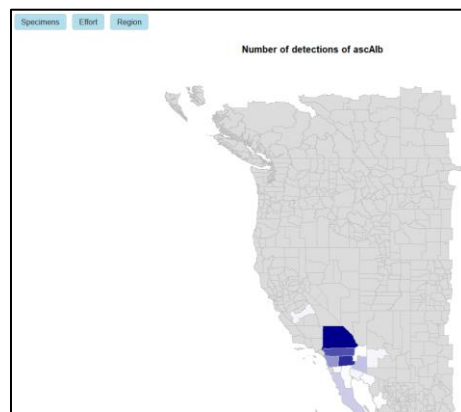 Specimens Effort Region
Number of detections of ascAlb